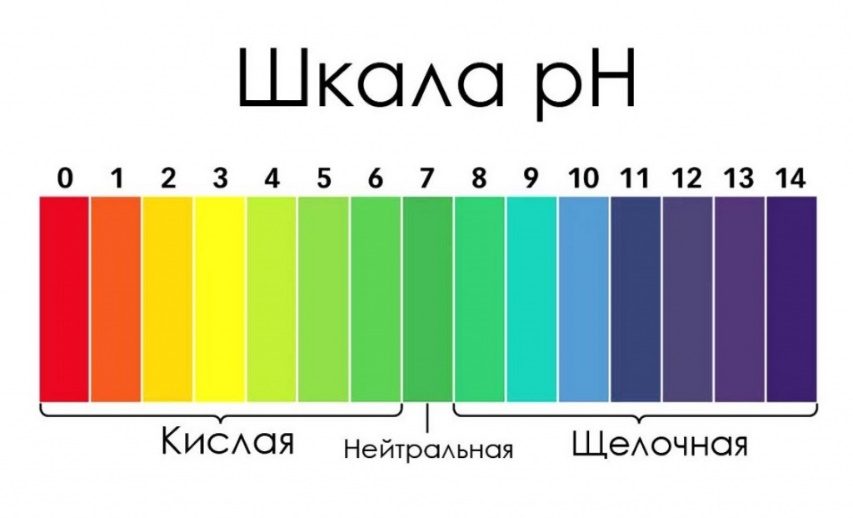 Шкала pH
0 1 2 3 4 5 6 7 8 9 10 11 12 13 14
Кислая Нейтральная Щелочная